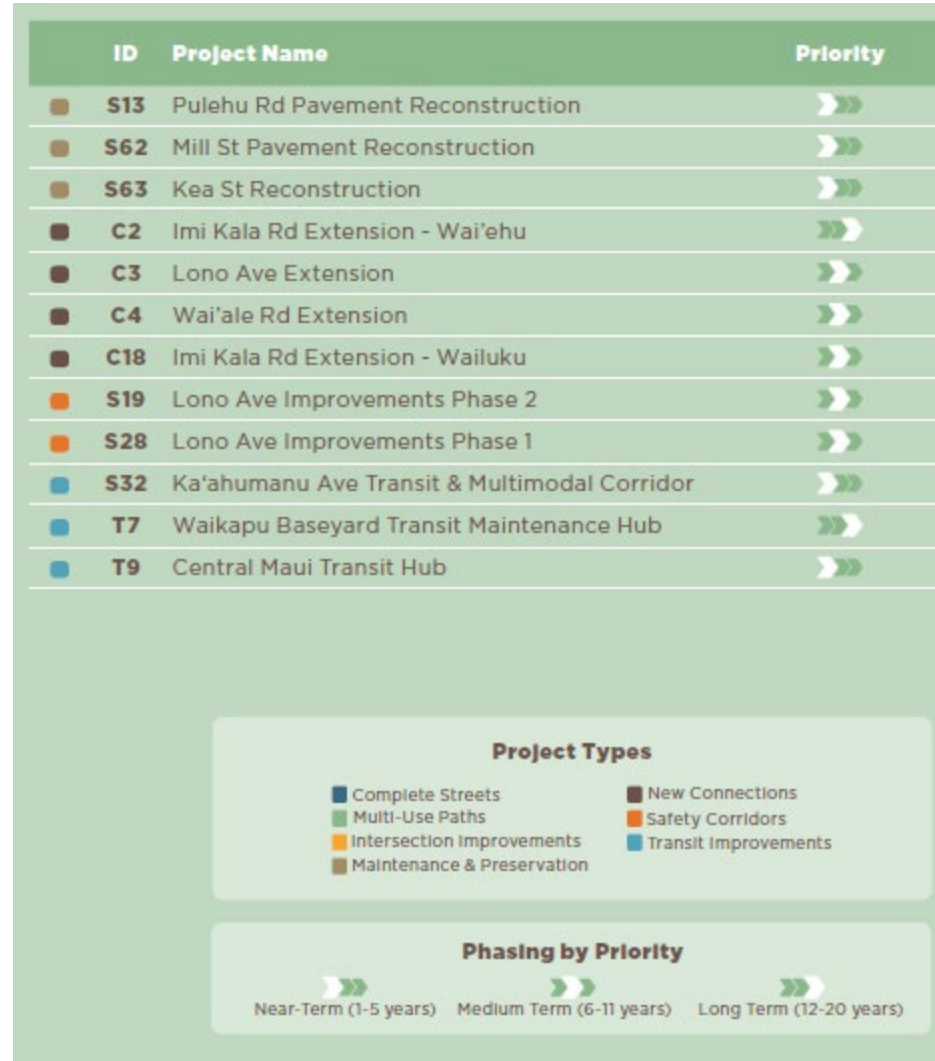 ID Project Name Priority
S13 Pulehu Rd Pavement Reconstruction
S62 Mill St Pavement Reconstruction
S63 Kea St Reconstruction
C2 Imi Kala Rd Extension - Wai'ehu
C3 Lono Ave Extension
C4 Wai'ale Rd Extension
C18 Imi Kala Rd Extension - Wailuku
S19 Lono Ave Improvements Phase 2
S28 Lono Ave Improvements Phase 1
S32 Ka‘ahumanu Ave Transit & Multimodal Corridor
T7 Waikapu Baseyard Transit Maintenance Hub
T9 Central Maui Transit Hub
Project Types
Complete Streets
Multi-Use Paths
Intersection Improvements
Maintenance & Preservation
New Connections
Safety Corridors
Transit Improvements
Phasing by Priority
Near-Term (1-5 years) Medium Term (6-11 years) Long Term (12-20 years)